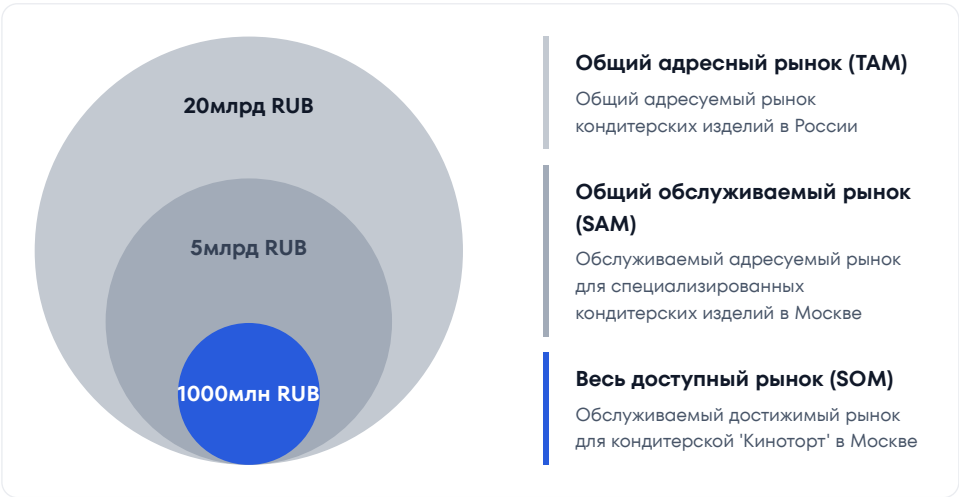 20млрд RUB
5млрд RUB
1000млн RUB
Общий адресный рынок (TAM)
Общий адресуемый рынок
кондитерских изделий в России
Общий обслуживаемый рынок
(SAM)
Обслуживаемый адресуемый рынок
для специализированных
кондитерских изделий в Москве
Весь доступный рынок (SOM)
Обслуживаемый достижимый рынок
для кондитерской 'Киноторт' в Москве